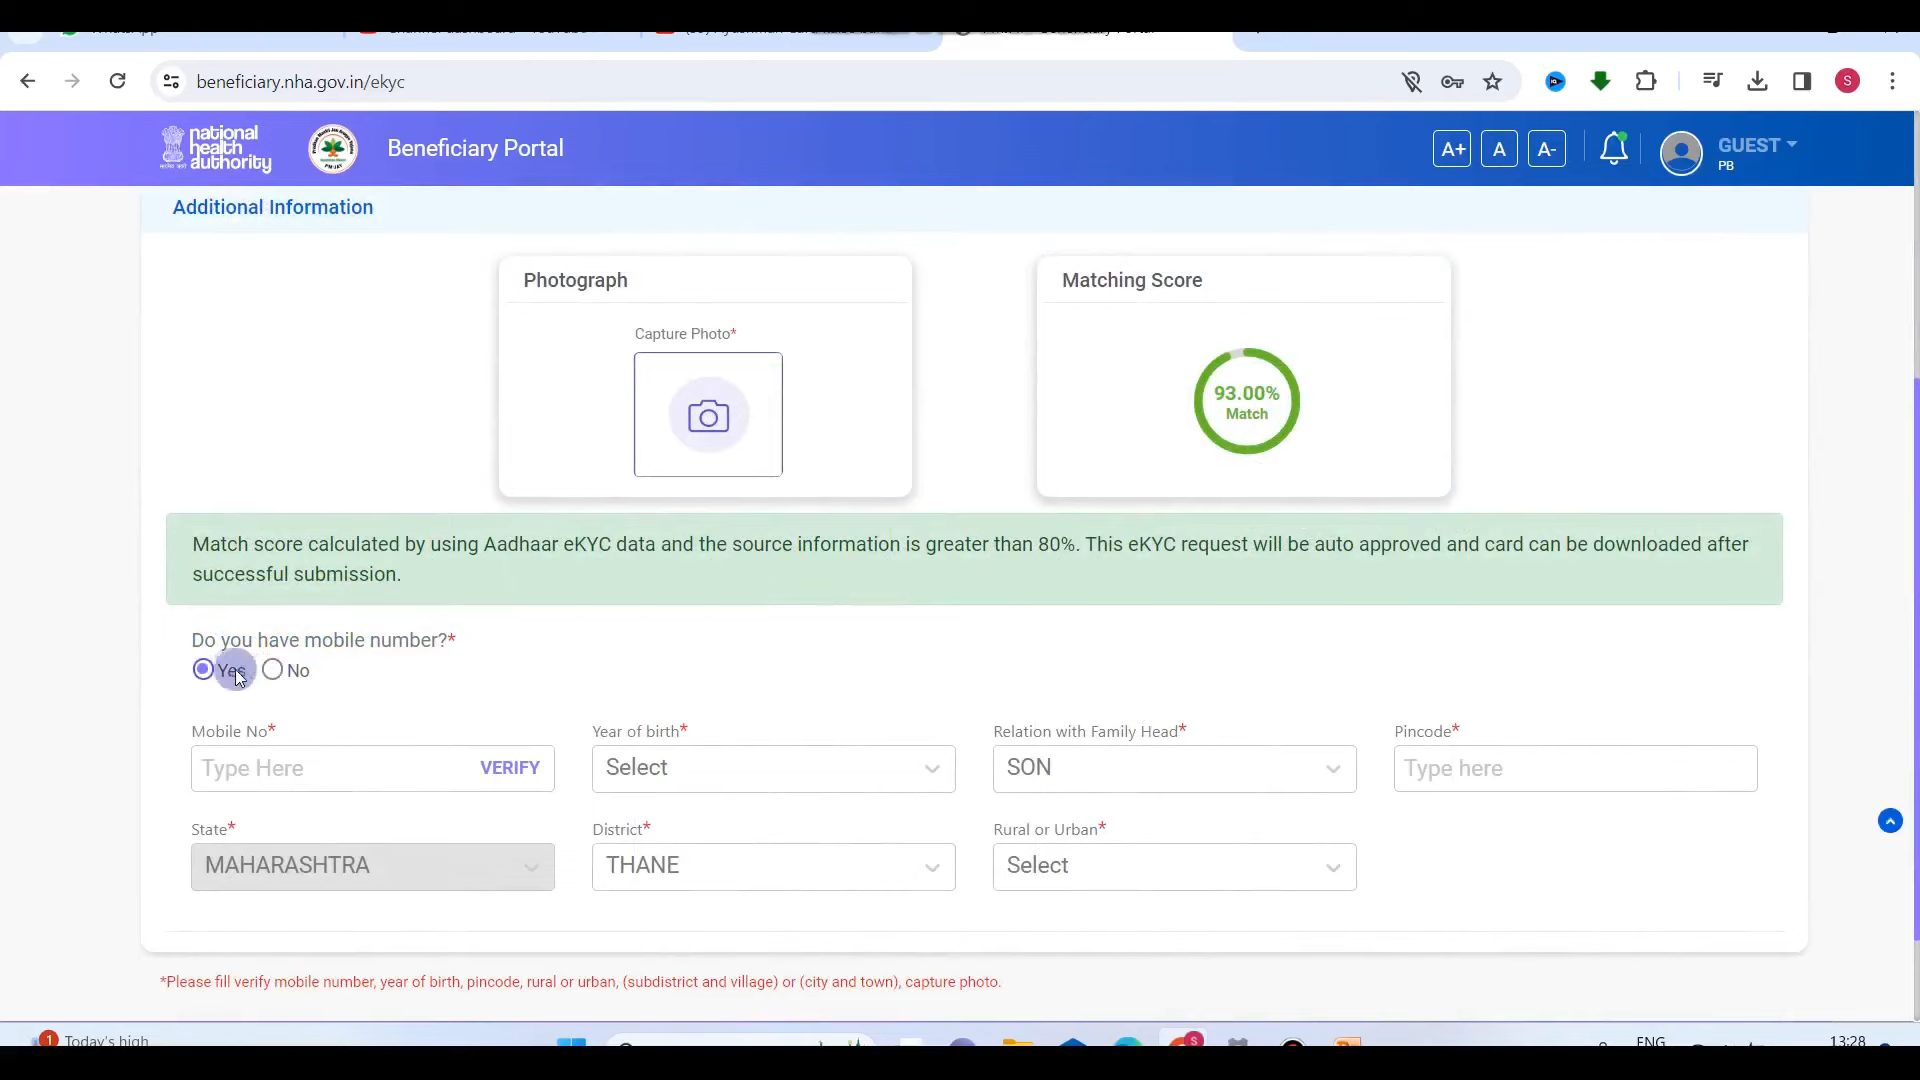 beneficiary.nha.gov.in/ekyc
S
national
health
authority
Beneficiary Portal
A+ A A-
GUEST
PB
Additional Information
Photograph
Matching Score
Capture Photo*
93.00%
Match
Match score calculated by using Aadhaar eKYC data and the source information is greater than 80%. This eKYC request will be auto approved and card can be downloaded after
successful submission.
Do you have mobile number?*
Yes No
Mobile No* Year of birth* Relation with Family Head* Pincode*
Type Here VERIFY Select SON Type here
State* District* Rural or Urban*
MAHARASHTRA THANE Select
*Please fill verify mobile number, year of birth, pincode, rural or urban, (subdistrict and village) or (city and town), capture photo.
1 Today's high S ENG 13:28